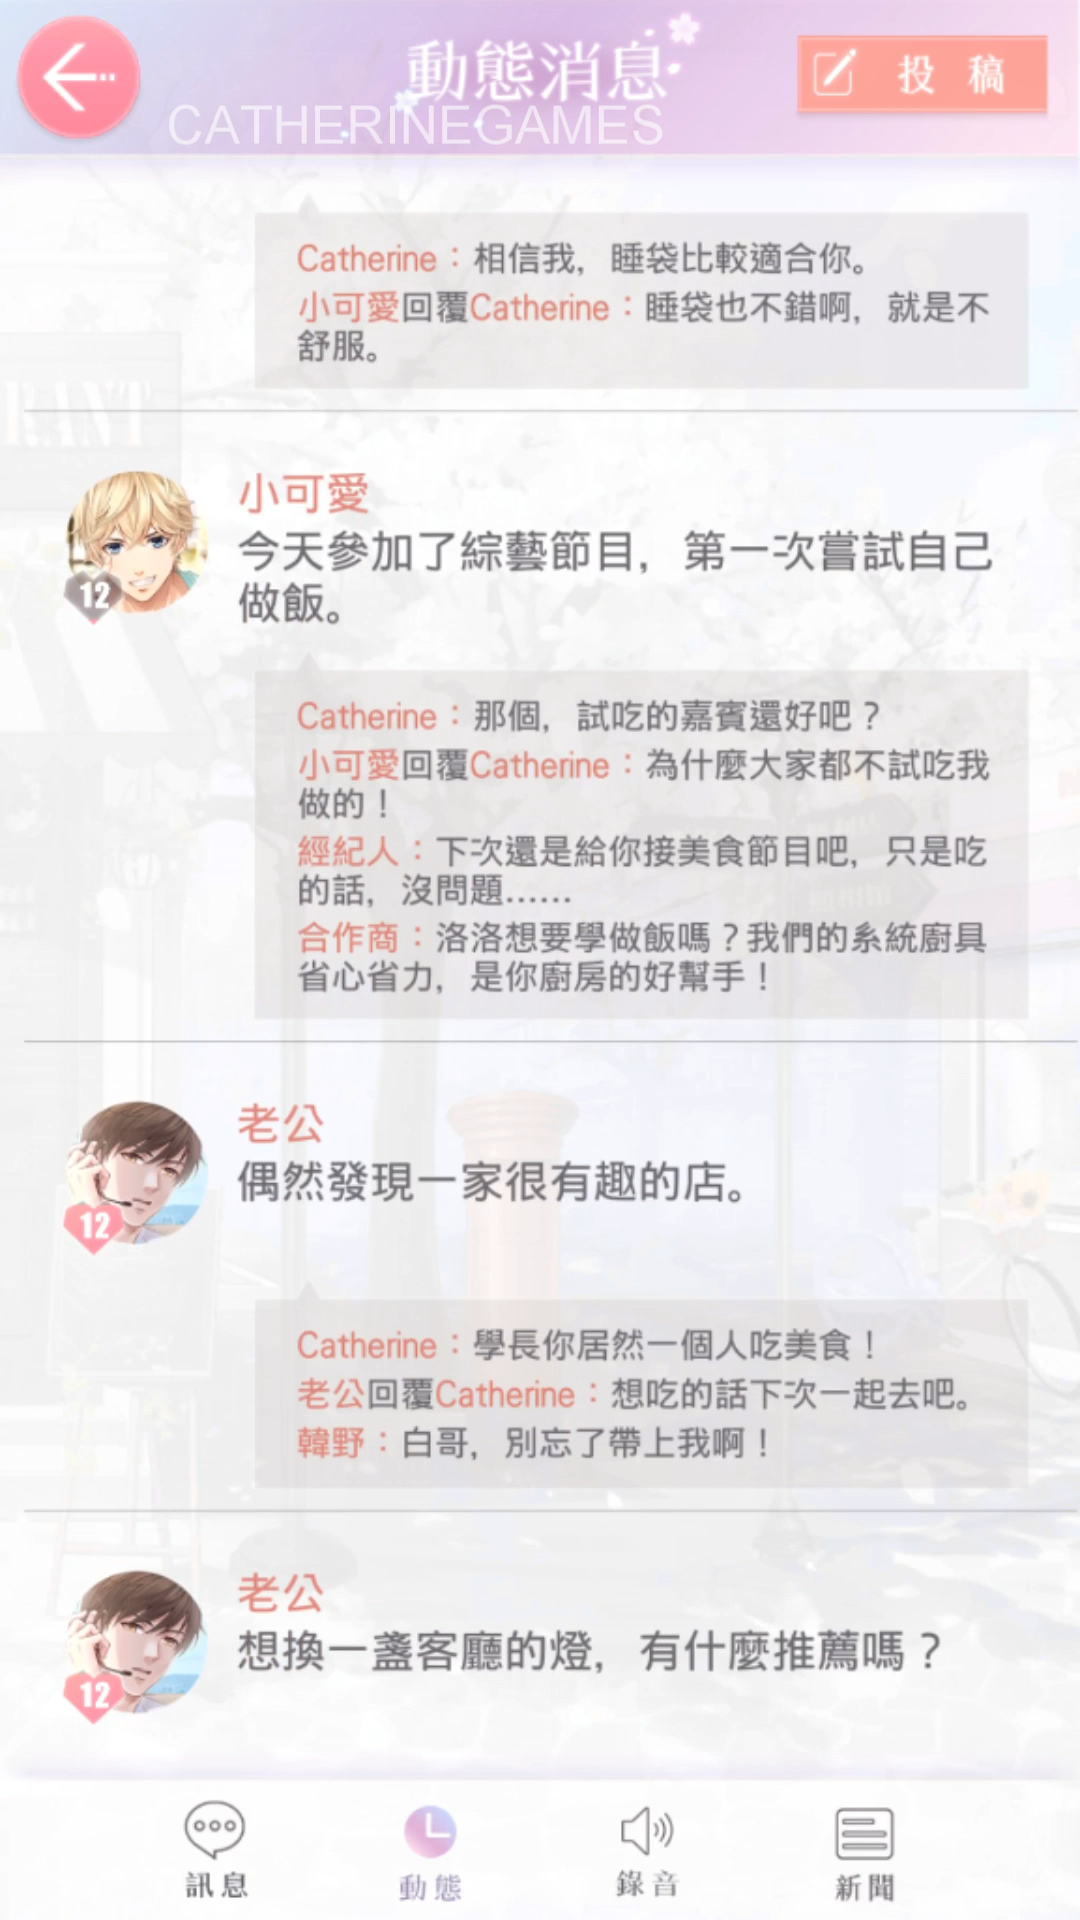 動態消息
投稿
CATHERINEGAMES
Catherine：相信我，睡袋比較適合你。
小可愛回覆Catherine：睡袋也不錯啊，就是不
舒服。
RANT
小可愛
今天參加了綜藝節目，第一次嘗試自己
做飯。
12
Catherine：那個，試吃的嘉賓還好吧？
小可愛回覆Catherine：為什麼大家都不試吃我
做的！
經紀人：下次還是給你接美食節目吧，只是吃
的話，沒問題......
合作商：洛洛想要學做飯嗎？我們的系統廚具
省心省力，是你廚房的好幫手！
老公
偶然發現一家很有趣的店。
12
Catherine：學長你居然一個人吃美食！
老公回覆Catherine：想吃的話下次一起去吧。
韓野：白哥，別忘了帶上我啊！
老公
想換一盞客廳的燈，有什麼推薦嗎？
12
訊息
動態
錄音
新聞